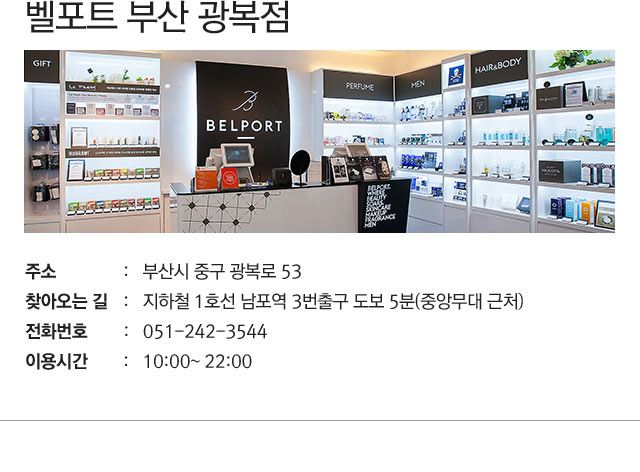 벨포트 부산 광복점
GIFT
PERFUME
MEN
HAIR&BODY
BELPORT
BELPORT.
WHERE
BEAUTY
SOARS.
SKINCARE
MAKEUP
FRAGRANCE
MEN
주소 : 부산시 중구 광복로 53
찾아오는 길 : 지하철 1호선 남포역 3번출구 도보 5분(중앙무대 근처)
전화번호 : 051-242-3544
이용시간 : 10:00~ 22:00